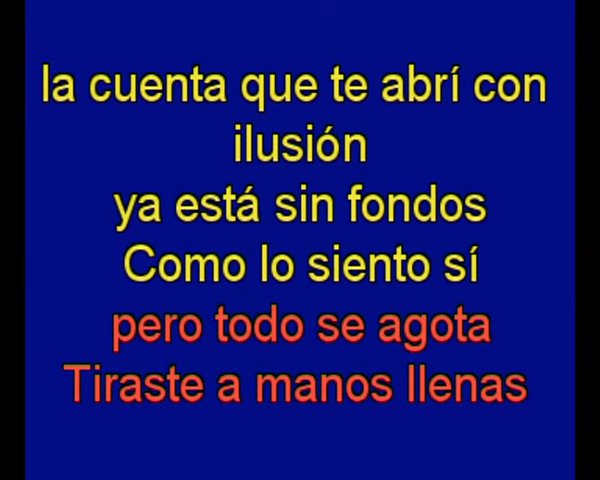 la cuenta que te abrí con
ilusión
ya está sin fondos
Como lo siento sí
pero todo se agota
Tiraste a manos llenas